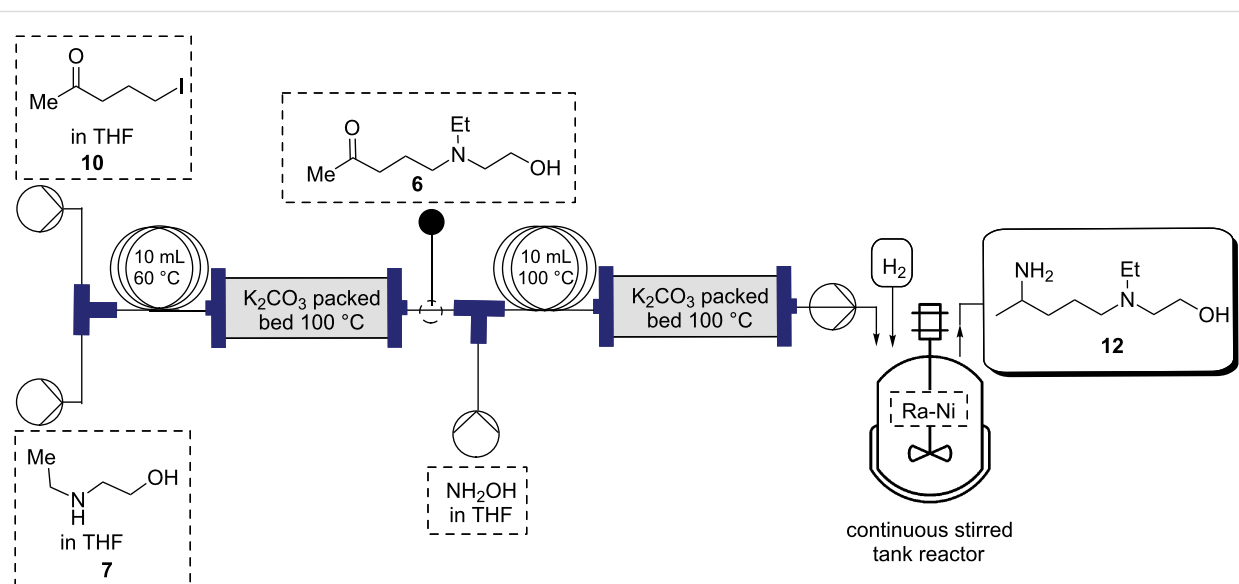 O
Me
I
in THF
10
O
Et
N
Me
OH
6
10 mL
60 °C
K2CO3 packed
bed 100 °C
10 mL
100 °C
K2CO3 packed
bed 100 °C
H2
NH2
Et
N
OH
12
Ra-Ni
Me
OH
N
H
in THF
7
NH2OH
in THF
continuous stirred
tank reactor